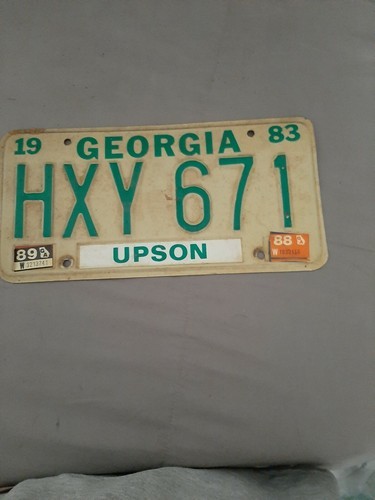 19 GEORGIA 83
HXY 671
89 UPSON 88
W W